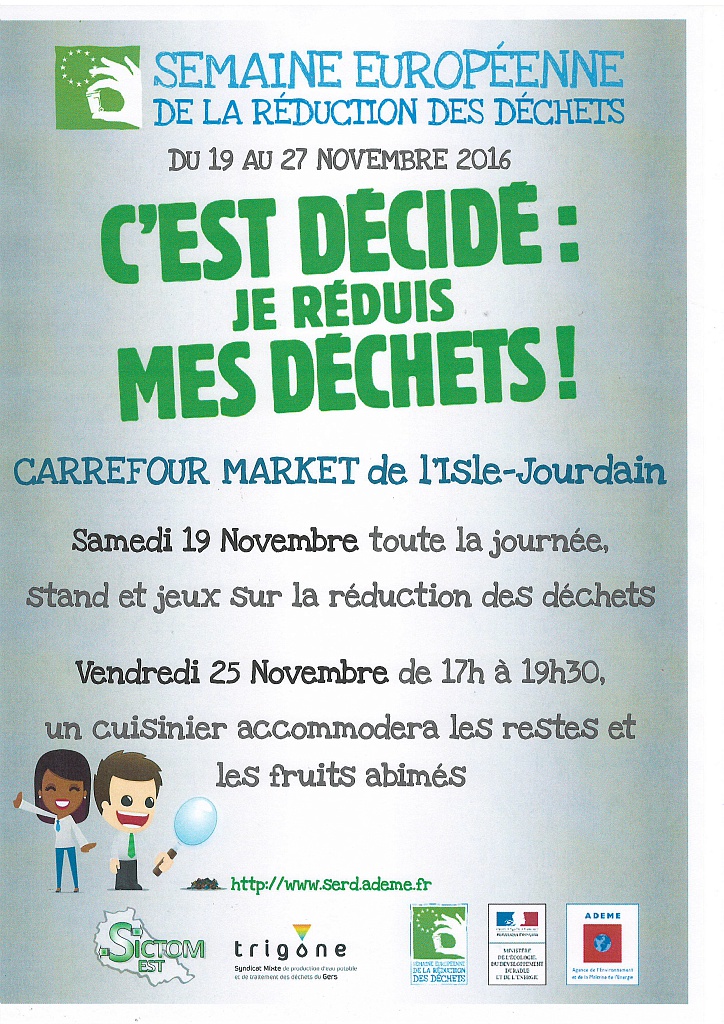 SEMAINE EUROPÉENNE
DE LA RÉDUCTION DES DÉCHETS
DU 19 AU 27 NOVEMBRE 2016
C'EST DÉCIDÉ :
JE RÉDUIS
MES DÉCHETS !
CARREFOUR MARKET de l'Isle-Jourdain
Samedi 19 Novembre toute la journée,
stand et jeux sur la réduction des déchets
Vendredi 25 Novembre de 17h à 19h30,
un cuisinier accommodera les restes et
les fruits abimés
http://www.serd.ademe.fr
SICTOM
EST
trigone
Syndicat Mixte de production d'eau potable
et de traitement des déchets du Gers
SEMAINE EUROPÉENNE
DE LA RÉDUCTION
DES DÉCHETS
RÉPUBLIQUE FRANÇAISE
MINISTÈRE
DE L'ÉCOLOGIE,
DU DÉVELOPPEMENT
DURABLE
ET DE L'ÉNERGIE
ADEME
Agence de l'Environnement
et de la Maîtrise de l'Energie